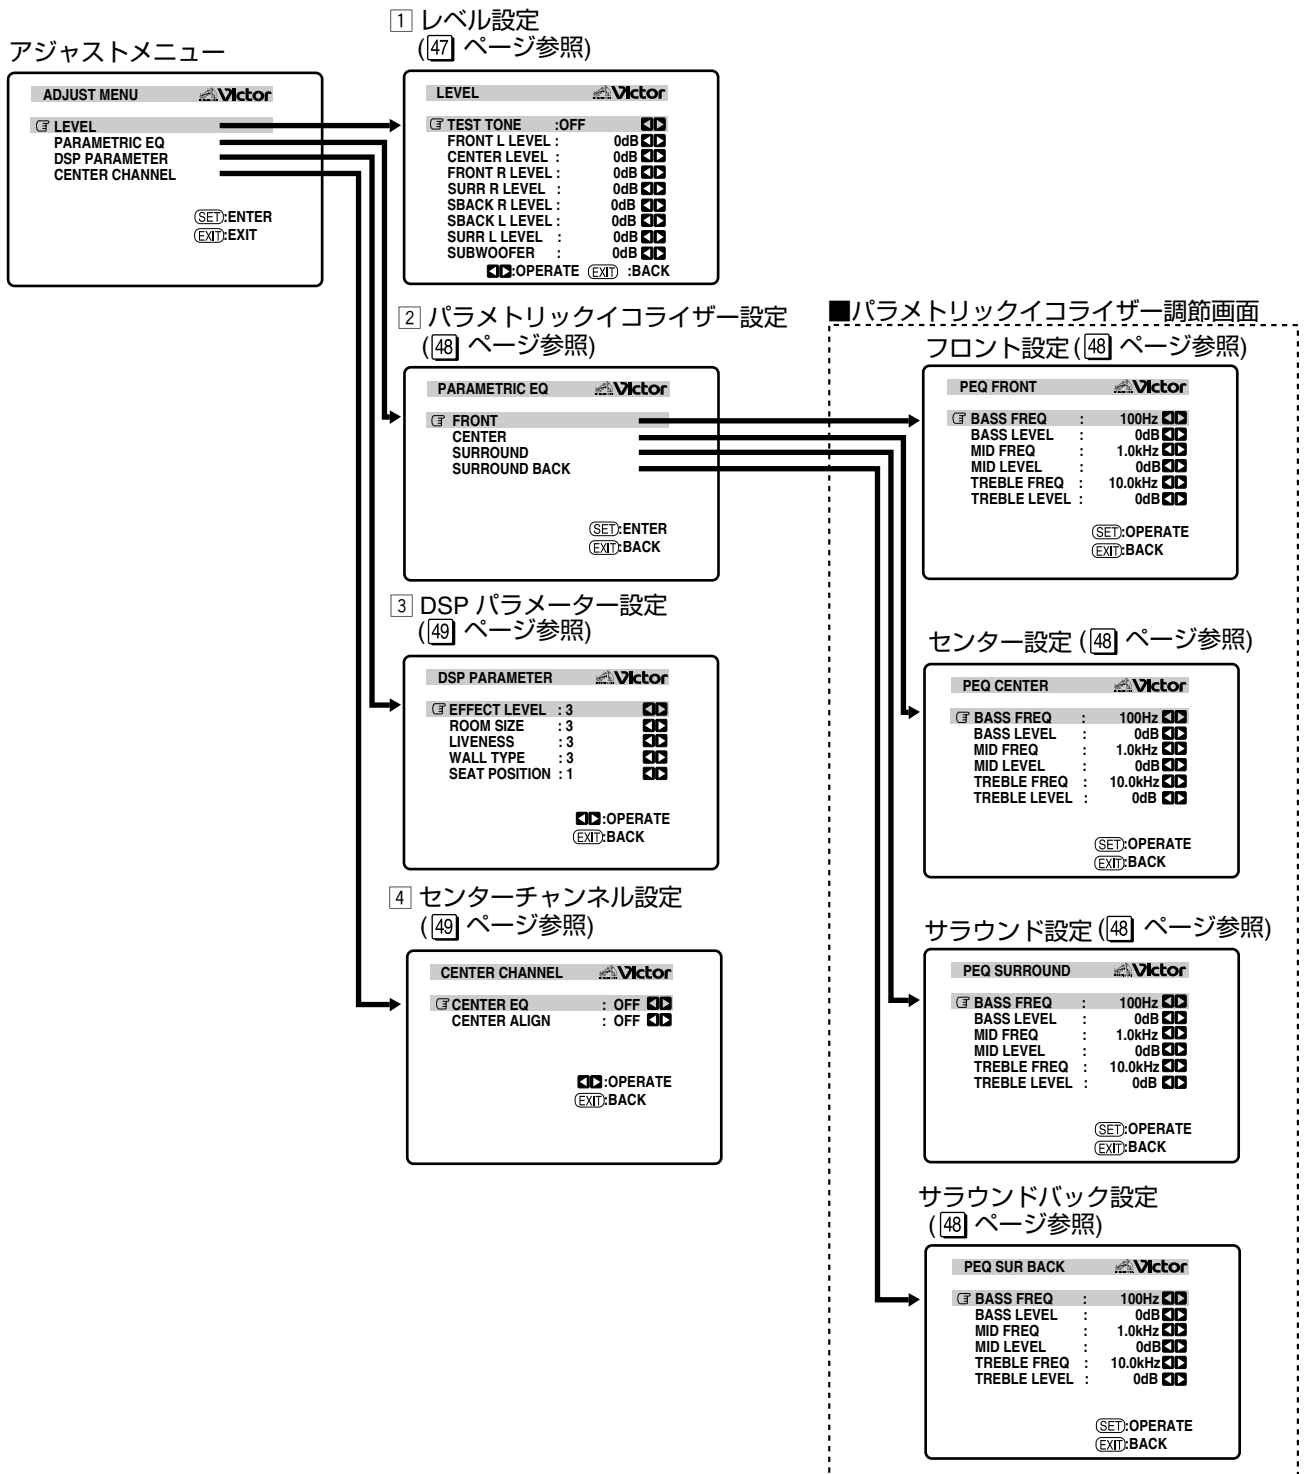 アジャストメニュー
ADJUST MENU Victor
LEVEL
PARAMETRIC EQ
DSP PARAMETER
CENTER CHANNEL
SET:ENTER
EXIT:EXIT
1 レベル設定
(47 ページ参照)
LEVEL Victor
TEST TONE :OFF
FRONT L LEVEL : 0dB
CENTER LEVEL : 0dB
FRONT R LEVEL : 0dB
SURR R LEVEL : 0dB
SBACK R LEVEL : 0dB
SBACK L LEVEL : 0dB
SURR L LEVEL : 0dB
SUBWOOFER : 0dB
:OPERATE EXIT :BACK
2 パラメトリックイコライザー設定
(48 ページ参照)
PARAMETRIC EQ Victor
FRONT
CENTER
SURROUND
SURROUND BACK
SET:ENTER
EXIT:BACK
3 DSP パラメーター設定
(49 ページ参照)
DSP PARAMETER Victor
EFFECT LEVEL : 3
ROOM SIZE : 3
LIVENESS : 3
WALL TYPE : 3
SEAT POSITION : 1
:OPERATE
EXIT:BACK
4 センターチャンネル設定
(49 ページ参照)
CENTER CHANNEL Victor
CENTER EQ : OFF
CENTER ALIGN : OFF
:OPERATE
EXIT:BACK
■パラメトリックイコライザー調節画面
フロント設定 (48 ページ参照)
PEQ FRONT Victor
BASS FREQ : 100Hz
BASS LEVEL : 0dB
MID FREQ : 1.0kHz
MID LEVEL : 0dB
TREBLE FREQ : 10.0kHz
TREBLE LEVEL : 0dB
SET:OPERATE
EXIT:BACK
センター設定 (48 ページ参照)
PEQ CENTER Victor
BASS FREQ : 100Hz
BASS LEVEL : 0dB
MID FREQ : 1.0kHz
MID LEVEL : 0dB
TREBLE FREQ : 10.0kHz
TREBLE LEVEL : 0dB
SET:OPERATE
EXIT:BACK
サラウンド設定 (48 ページ参照)
PEQ SURROUND Victor
BASS FREQ : 100Hz
BASS LEVEL : 0dB
MID FREQ : 1.0kHz
MID LEVEL : 0dB
TREBLE FREQ : 10.0kHz
TREBLE LEVEL : 0dB
SET:OPERATE
EXIT:BACK
サラウンドバック設定
(48 ページ参照)
PEQ SUR BACK Victor
BASS FREQ : 100Hz
BASS LEVEL : 0dB
MID FREQ : 1.0kHz
MID LEVEL : 0dB
TREBLE FREQ : 10.0kHz
TREBLE LEVEL : 0dB
SET:OPERATE
EXIT:BACK